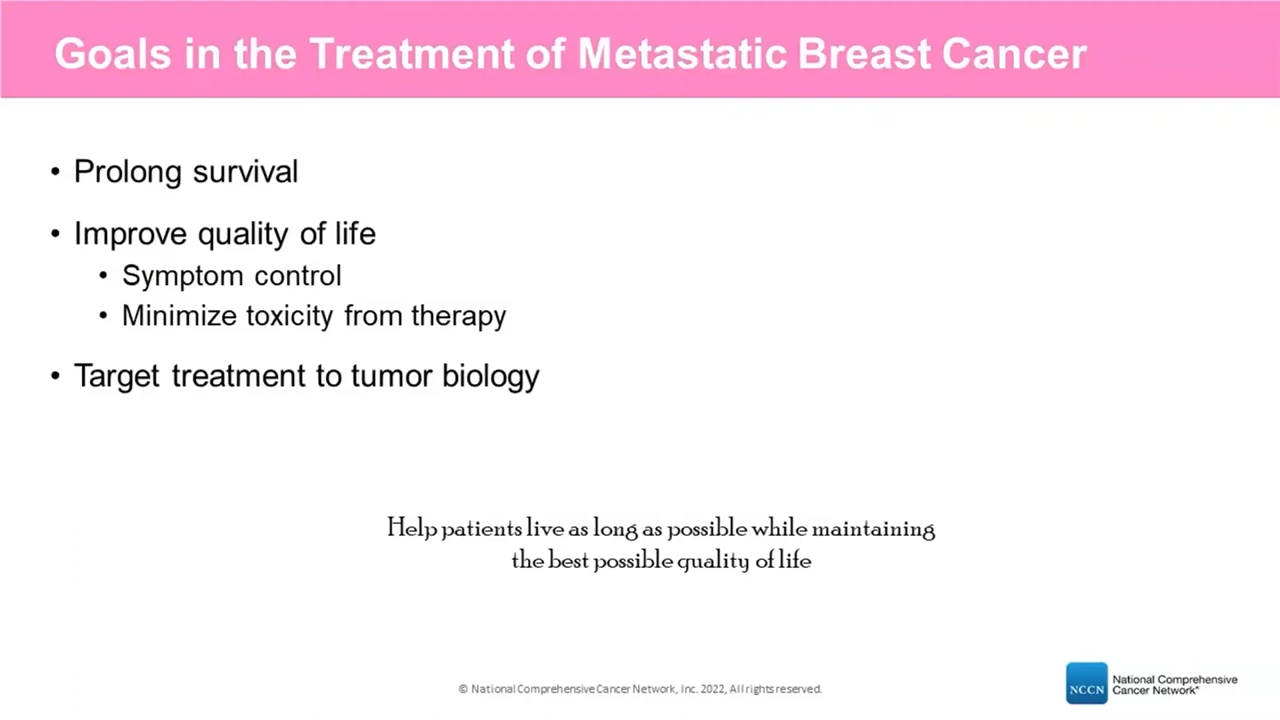 Goals in the Treatment of Metastatic Breast Cancer
• Prolong survival
• Improve quality of life
• Symptom control
• Minimize toxicity from therapy
• Target treatment to tumor biology
Help patients live as long as possible while maintaining
the best possible quality of life
© National Comprehensive Cancer Network, Inc. 2022, All rights reserved.
NCCN
National Comprehensive
Cancer Network®